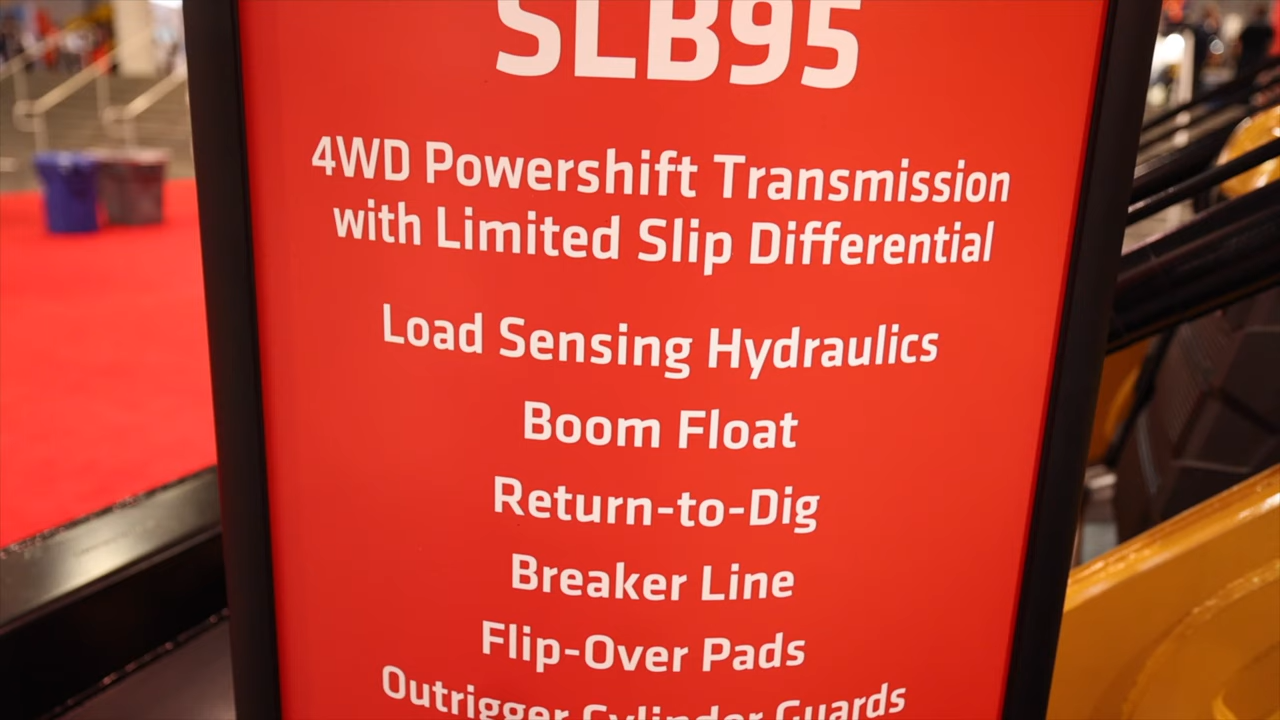 SLB95
4WD Powershift Transmission
with Limited Slip Differential
Load Sensing Hydraulics
Boom Float
Return-to-Dig
Breaker Line
Flip-Over Pads
Outrigger Cylinder Guards